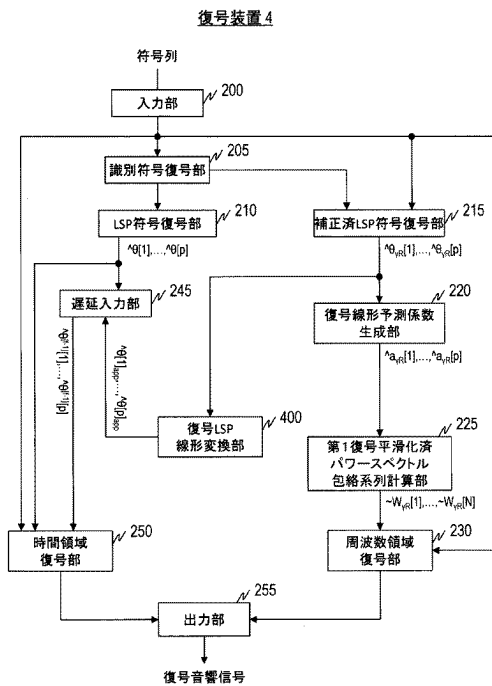 復号装置 4
符号列
入力部
200
識別符号復号部
205
LSP符号復号部
210
補正済LSP符号復号部
215
^θ[1],...,^θ[p]
^θγR[1],...,^θγR[p]
遅延入力部
245
復号線形予測係数
生成部
220
^θ[f-1][1],...,^θ[f-1][p]
^θ[1]app,...,^θ[p]app
^aγR[1],...,^aγR[p]
復号LSP
線形変換部
400
第1復号平滑化済
パワースペクトル
包絡系列計算部
225
~WγR[1],...,~WγR[N]
時間領域
復号部
250
周波数領域
復号部
230
出力部
255
復号音響信号